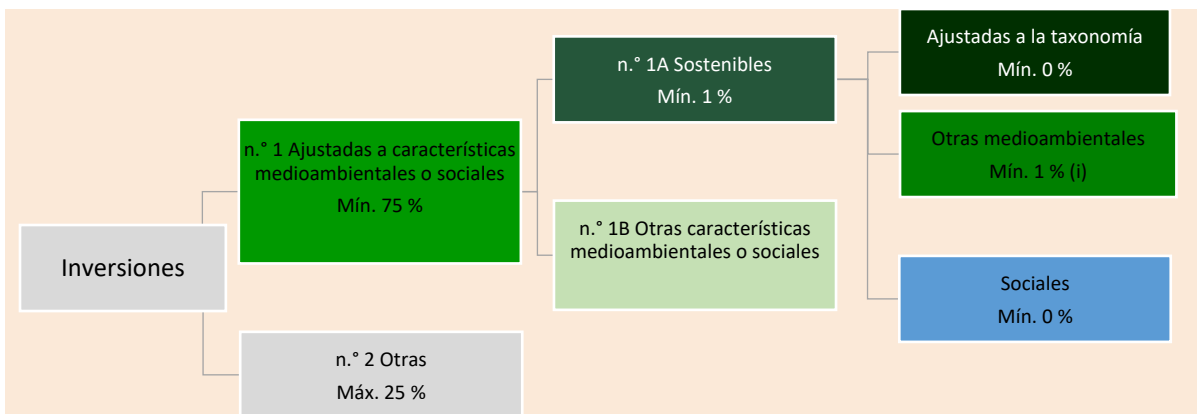 Inversiones
n.° 1 Ajustadas a características
medioambientales o sociales
Mín. 75 %
n.° 2 Otras
Máx. 25 %
n.° 1A Sostenibles
Mín. 1 %
n.° 1B Otras características
medioambientales o sociales
Ajustadas a la taxonomía
Mín. 0 %
Otras medioambientales
Mín. 1 % (i)
Sociales
Mín. 0 %